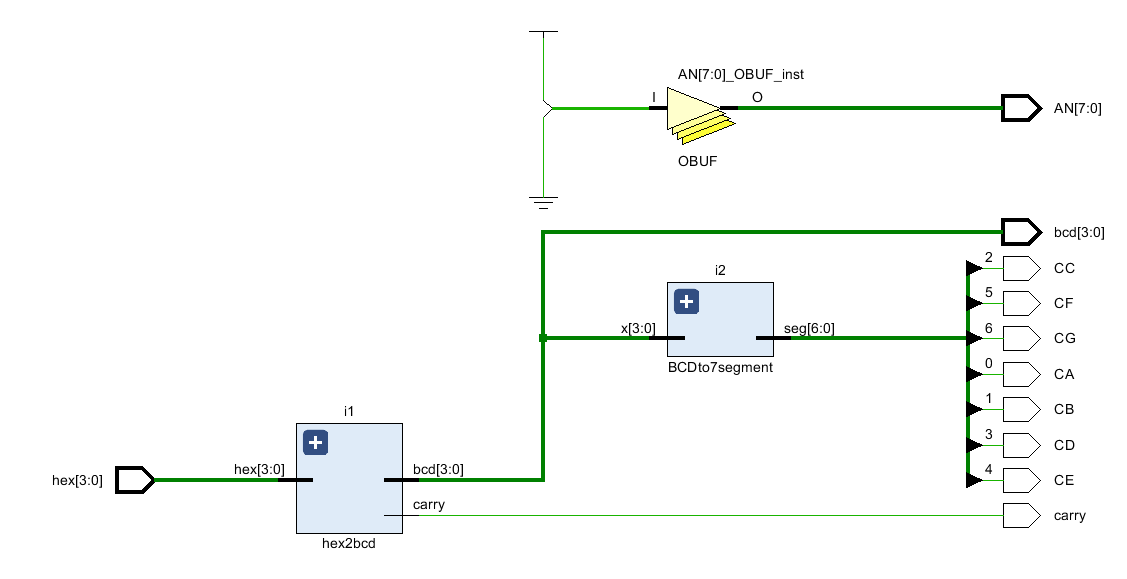 AN[7:0]_OBUF_inst
I
O
AN[7:0]
OBUF
bcd[3:0]
i2
2
CC
5
CF
x[3:0]
seg[6:0]
6
CG
BCDto7segment
0
CA
1
CB
i1
3
CD
hex[3:0]
hex[3:0]
bcd[3:0]
4
CE
carry
carry
hex2bcd